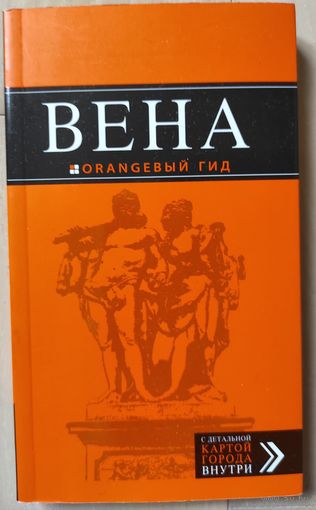 ВЕНА
ORANGEВЫЙ ГИД
С ДЕТАЛЬНОЙ
КАРТОЙ
ГОРОДА
ВНУТРИ